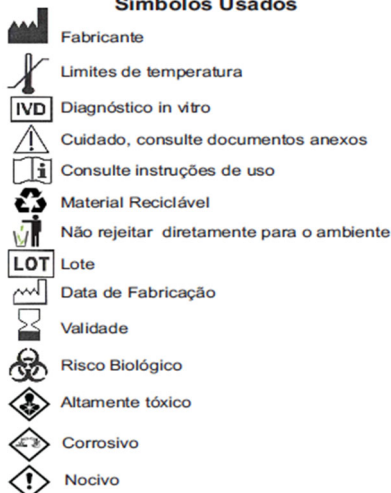 Símbolos Usados
Fabricante
Limites de temperatura
IVD Diagnóstico in vitro
Cuidado, consulte documentos anexos
i Consulte instruções de uso
Material Reciclável
Não rejeitar diretamente para o ambiente
LOT Lote
Data de Fabricação
Validade
Risco Biológico
Altamente tóxico
Corrosivo
Nocivo